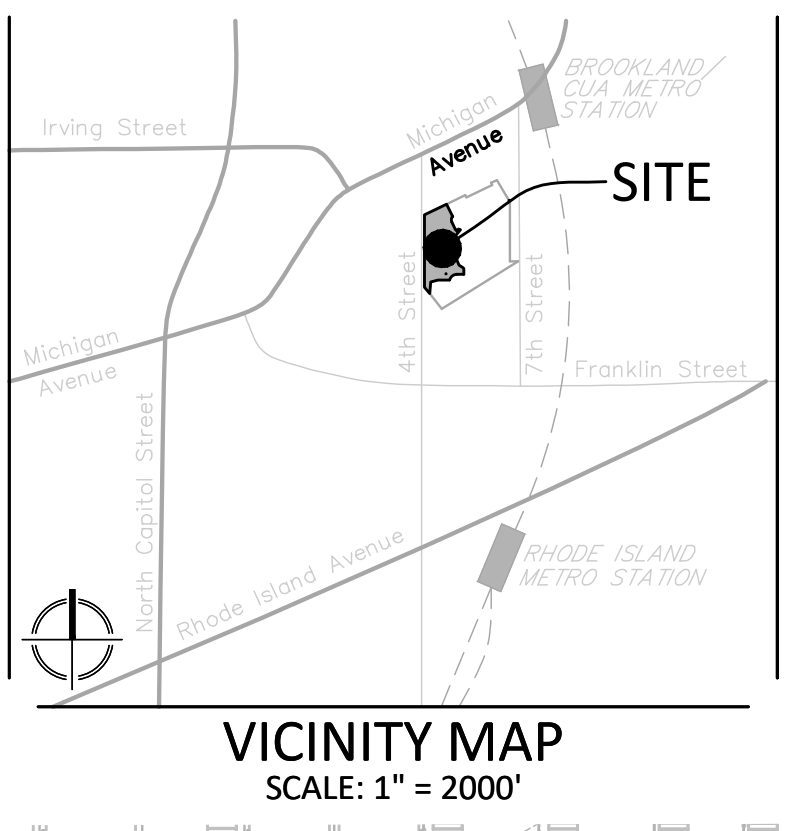 BROOKLAND/
CUA METRO
STATION
Irving Street
Michigan
Avenue
SITE
4th Street
7th Street
Michigan
Avenue
Franklin Street
North Capitol Street
Rhode Island Avenue
RHODE ISLAND
METRO STATION
VICINITY MAP
SCALE: 1" = 2000'